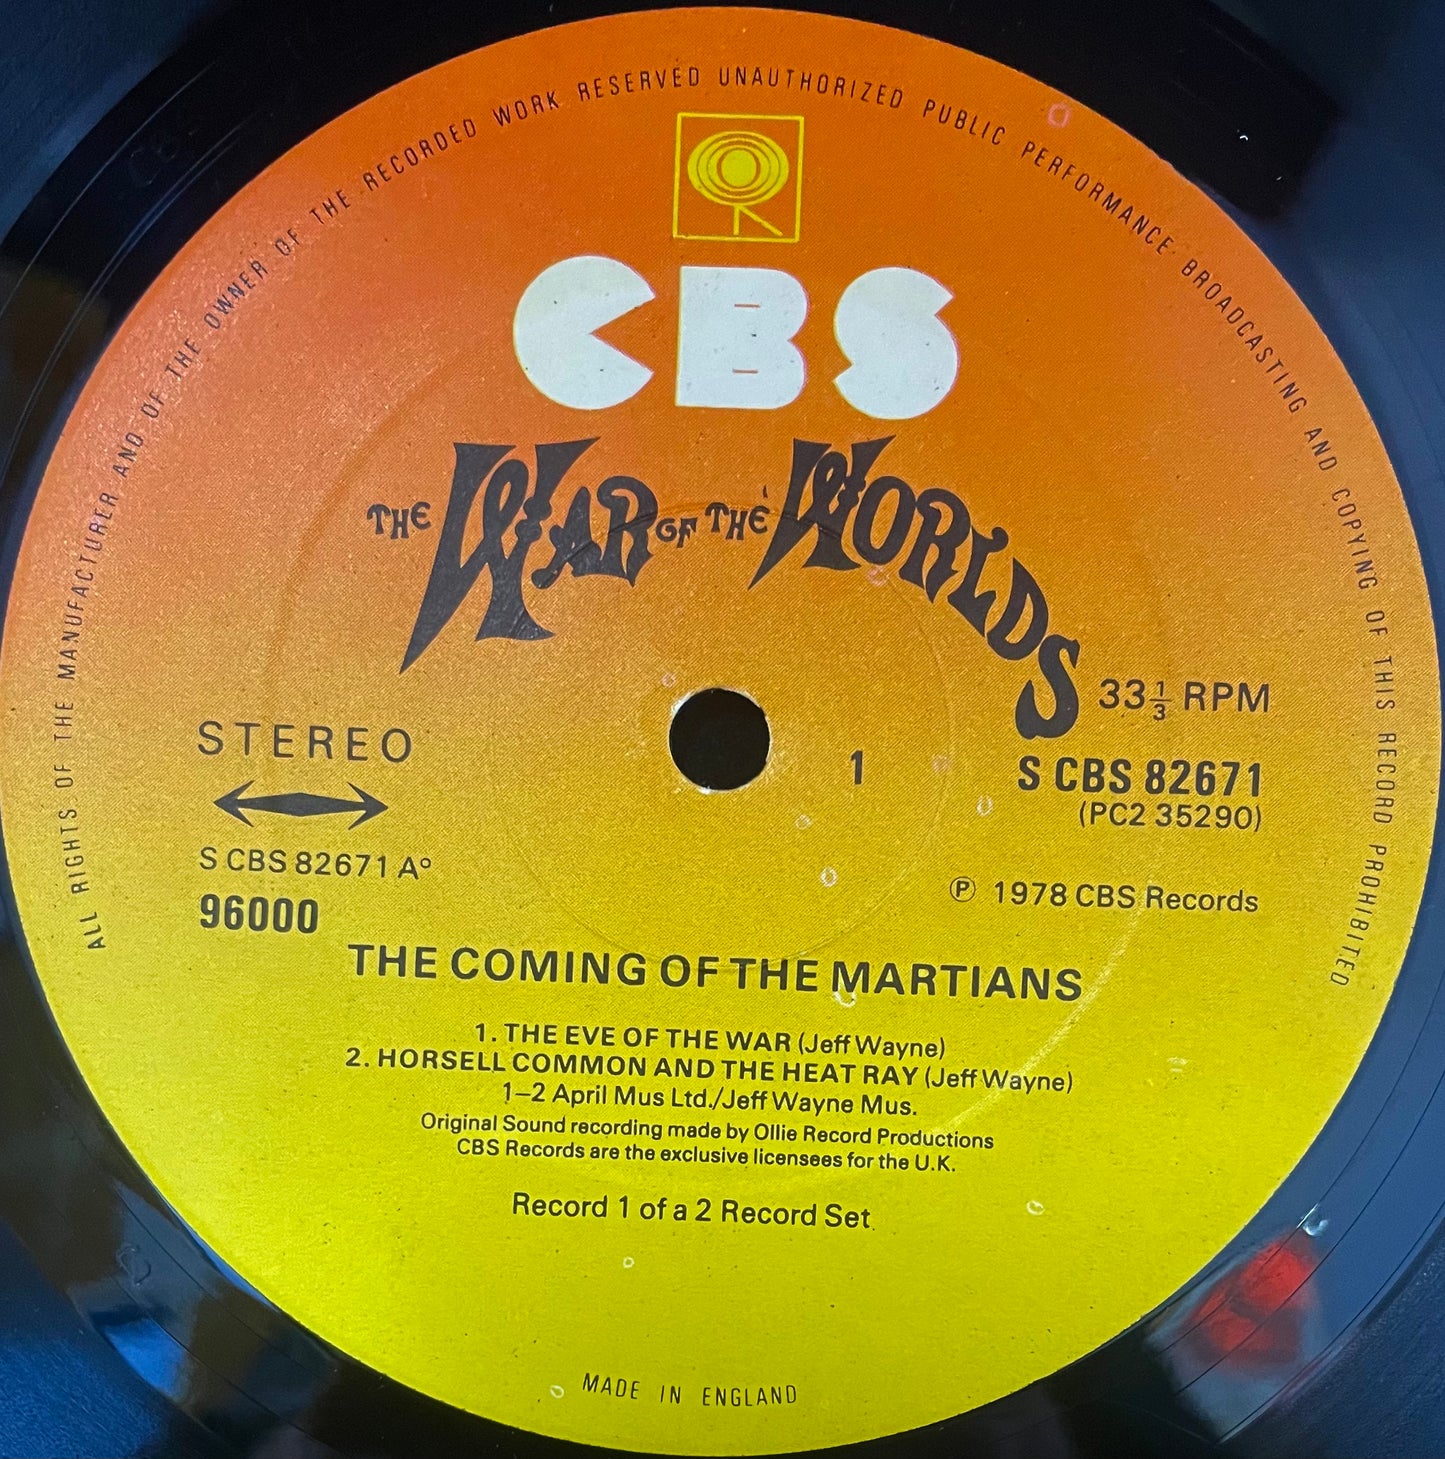 ALL RIGHTS OF THE MANUFACTURER AND OF THE OWNER OF THE RECORDED WORK RESERVED UNAUTHORIZED PUBLIC PERFORMANCE BROADCASTING AND COPYING OF THIS RECORD PROHIBITED
CBS
THE WAR OF THE WORLDS
33 1/3 RPM
STEREO
1
S CBS 82671
(PC2 35290)
S CBS 82671 A°
96000
℗ 1978 CBS Records
THE COMING OF THE MARTIANS
1. THE EVE OF THE WAR (Jeff Wayne)
2. HORSELL COMMON AND THE HEAT RAY (Jeff Wayne)
1–2 April Mus Ltd./Jeff Wayne Mus.
Original Sound recording made by Ollie Record Productions
CBS Records are the exclusive licensees for the U.K.
Record 1 of a 2 Record Set
MADE IN ENGLAND